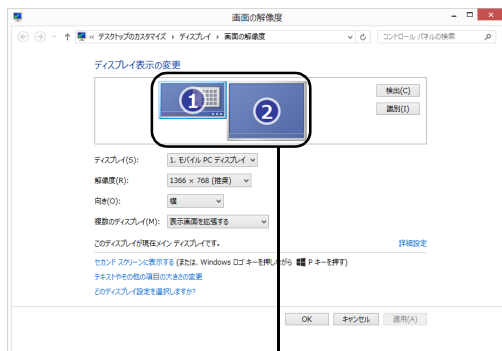 画面の解像度
« デスクトップのカスタマイズ ▸ ディスプレイ ▸ 画面の解像度
コントロール パネルの検索
ディスプレイ表示の変更
1
2
検出(C)
識別(I)
ディスプレイ(S): 1. モバイル PC ディスプレイ
解像度(R): 1366 × 768 (推奨)
向き(O): 横
複数のディスプレイ(M): 表示画面を拡張する
このディスプレイが現在メイン ディスプレイです。 詳細設定
セカンド スクリーンに表示する (または、Windows ロゴ キーを押しながら P キーを押す)
テキストやその他の項目の大きさの変更
どのディスプレイ設定を選択しますか?
OK キャンセル 適用(A)